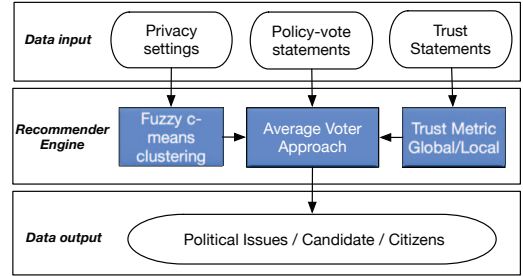 Data input
Privacy
settings
Policy-vote
statements
Trust
Statements
Recommender
Engine
Fuzzy c-
means
clustering
Average Voter
Approach
Trust Metric
Global/Local
Data output
Political Issues / Candidate / Citizens